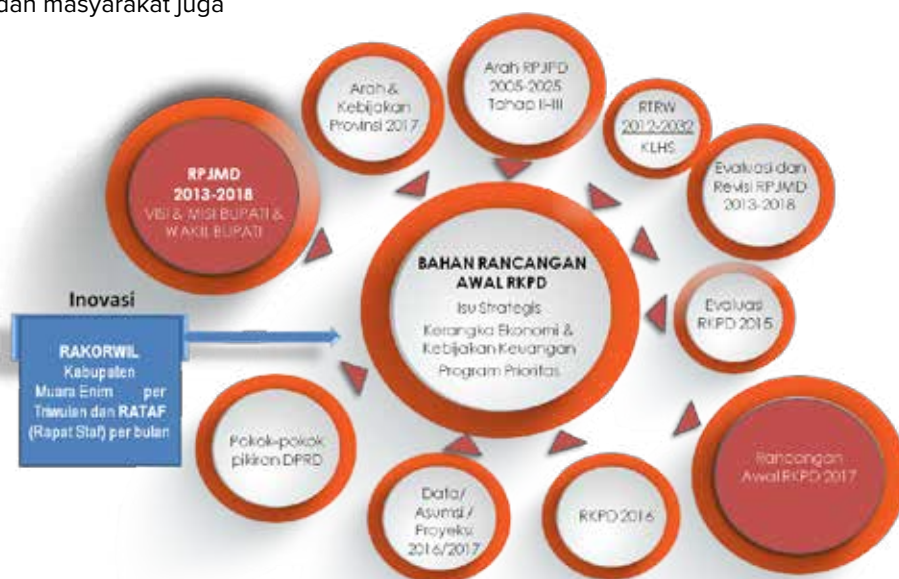 dan masyarakat juga
Arah &
Kebijakan
Provinsi 2017
Arah RPJPD
2005-2025
Tahap II-III
RTRW
2012-2032
KLHS
Evaluasi dan
Revisi RPJMD
2013-2018
RPJMD
2013-2018
VISI & MISI BUPATI &
WAKIL BUPATI
BAHAN RANCANGAN
AWAL RKPD
Isu Strategis
Kerangka Ekonomi &
Kebijakan Keuangan
Program Prioritas
Evaluasi
RKPD 2015
Inovasi
RAKORWIL
Kabupaten
Muara Enim per
Triwulan dan RATAF
(Rapat Staf) per bulan
Pokok-pokok
pikiran DPRD
Data/
Asumsi /
Proyeksi
2016/2017
RKPD 2016
Rancangan
Awal RKPD 2017